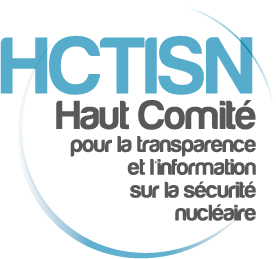 HCTISN
Haut Comité
pour la transparence
et l'information
sur la sécurité
nucléaire